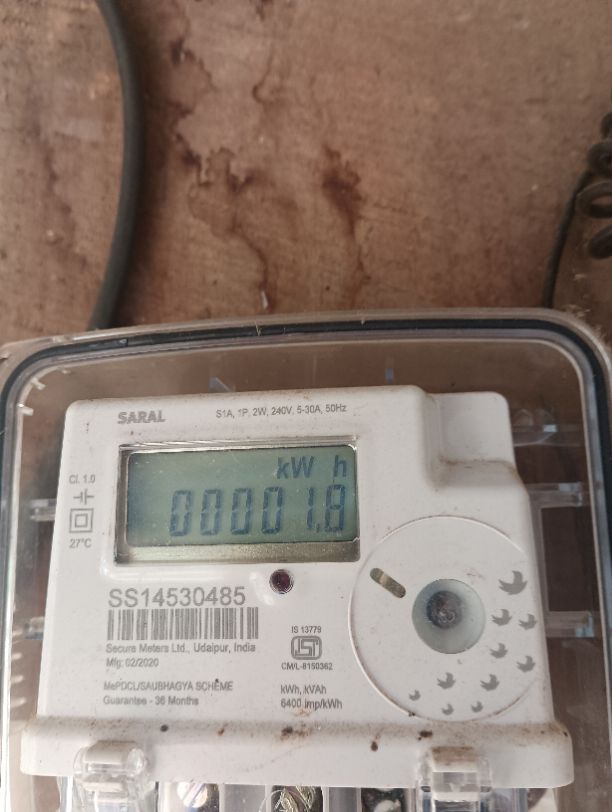 SARAL
S1A, 1P, 2W, 240V, 5-30A, 50Hz
Cl. 1.0
27°C
kW h
00001.8
SS14530485
Secure Meters Ltd., Udaipur, India
Mfg: 02/2020
IS 13779
CM/L-8150362
MePDCL/SAUBHAGYA SCHEME
Guarantee - 36 Months
kWh, kVAh
6400 imp/kWh